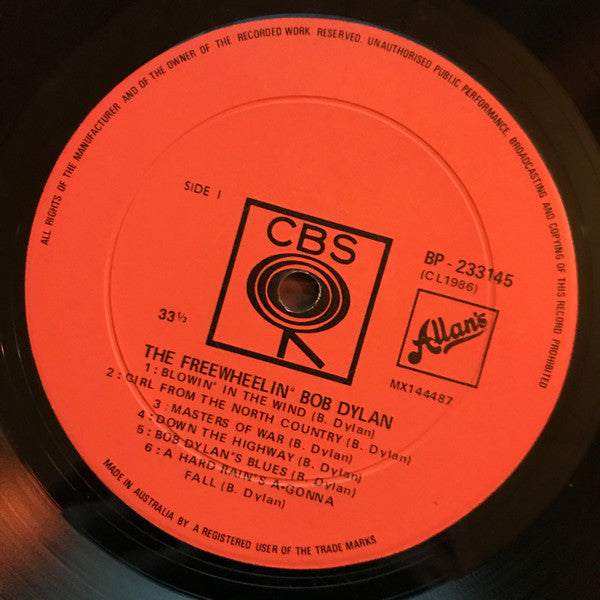 ALL RIGHTS OF THE MANUFACTURER AND OF THE OWNER OF THE RECORDED WORK RESERVED. UNAUTHORISED PUBLIC PERFORMANCE, BROADCASTING AND COPYING OF THIS RECORD PROHIBITED
SIDE 1
CBS
BP - 233145
(CL1986)
33⅓
Allan's
MX144487
THE FREEWHEELIN" BOB DYLAN
1 : BLOWIN" IN THE WIND (B. Dylan)
2 : GIRL FROM THE NORTH COUNTRY (B. Dylan)
3 : MASTERS OF WAR (B. Dylan)
4 : DOWN THE HIGHWAY (B. Dylan)
5 : BOB DYLAN"S BLUES (B. Dylan)
6 : A HARD RAIN"S A-GONNA
FALL (B. Dylan)
MADE IN AUSTRALIA BY A REGISTERED USER OF THE TRADE MARKS